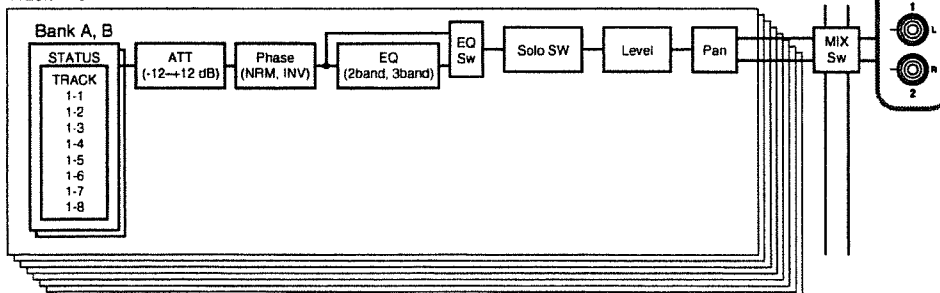 Bank A, B
STATUS
TRACK
1-1
1-2
1-3
1-4
1-5
1-6
1-7
1-8
ATT
(-12~+12 dB)
Phase
(NRM, INV)
EQ
(2band, 3band)
EQ
Sw
Solo SW
Level
Pan
MIX
Sw
1
L
R
2